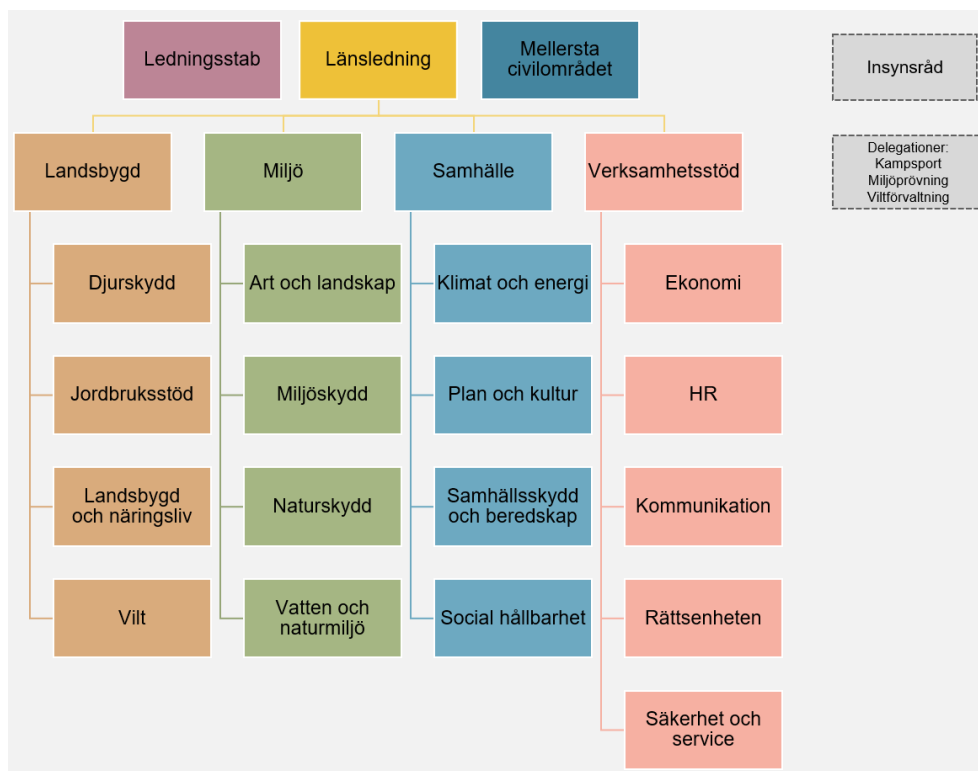 Ledningsstab
Länsledning
Mellersta
civilområdet
Insynsråd
Delegationer:
Kampsport
Miljöprövning
Viltförvaltning
Landsbygd
Miljö
Samhälle
Verksamhetsstöd
Djurskydd
Art och landskap
Klimat och energi
Ekonomi
Jordbruksstöd
Miljöskydd
Plan och kultur
HR
Landsbygd
och näringsliv
Naturskydd
Samhällsskydd
och beredskap
Kommunikation
Vilt
Vatten och
naturmiljö
Social hållbarhet
Rättsenheten
Säkerhet och
service